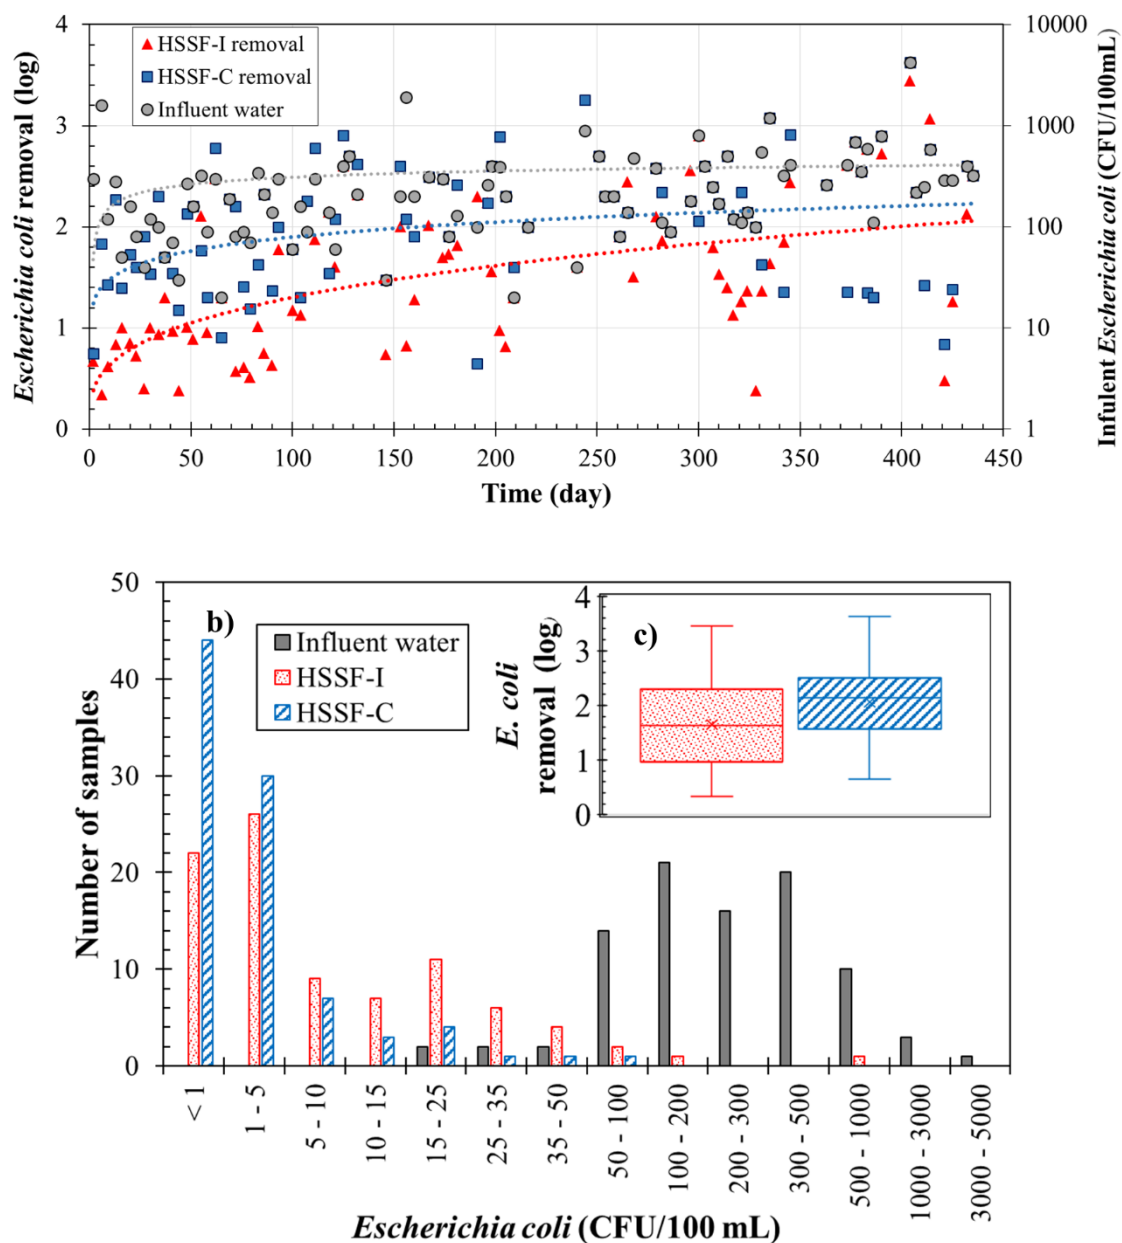 Escherichia coli removal (log)
4
3
2
1
0
HSSF-I removal
HSSF-C removal
Influent water
10000
1000
100
10
1
Infulent Escherichia coli (CFU/100mL)
0 50 100 150 200 250 300 350 400 450
Time (day)
Number of samples
50
40
30
20
10
0
b)
Influent water
HSSF-I
HSSF-C
E. coli
removal (log)
4
3
2
1
0
c)
< 1
1 - 5
5 - 10
10 - 15
15 - 25
25 - 35
35 - 50
50 - 100
100 - 200
200 - 300
300 - 500
500 - 1000
1000 - 3000
3000 - 5000
Escherichia coli (CFU/100 mL)